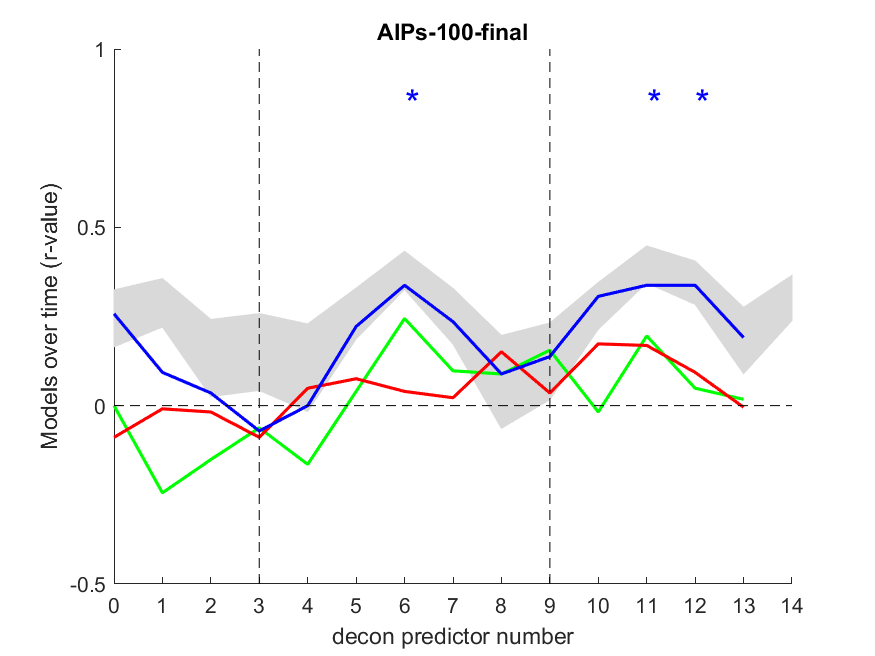 AIPs-100-final
1
0.5
0
-0.5
Models over time (r-value)
* * *
0 1 2 3 4 5 6 7 8 9 10 11 12 13 14
decon predictor number